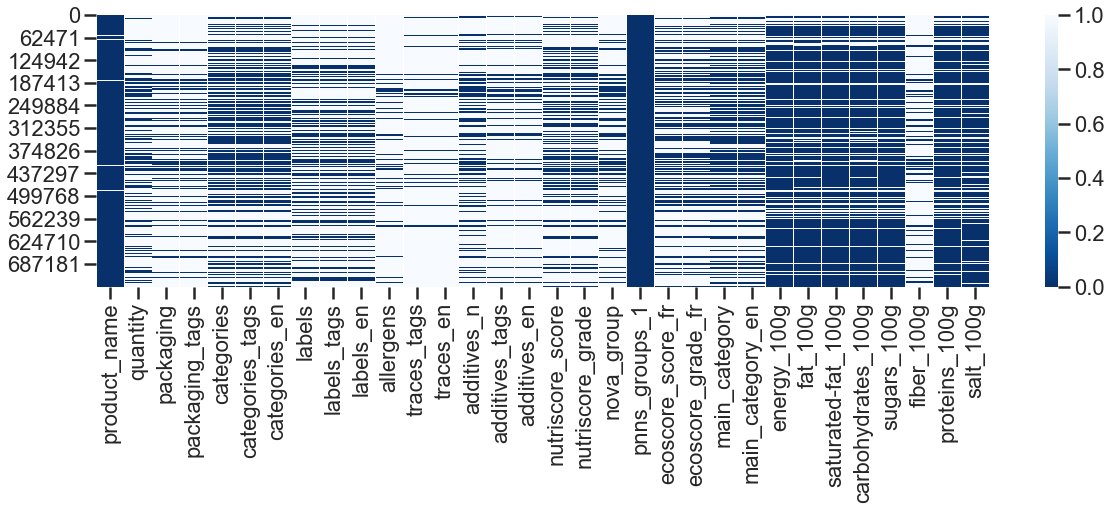 0
62471
124942
187413
249884
312355
374826
437297
499768
562239
624710
687181
product_name
quantity
packaging
packaging_tags
categories
categories_tags
categories_en
labels
labels_tags
labels_en
allergens
traces_tags
traces_en
additives_n
additives_tags
additives_en
nutriscore_score
nutriscore_grade
nova_group
pnns_groups_1
ecoscore_score_fr
ecoscore_grade_fr
main_category
main_category_en
energy_100g
fat_100g
saturated-fat_100g
carbohydrates_100g
sugars_100g
fiber_100g
proteins_100g
salt_100g
1.0
0.8
0.6
0.4
0.2
0.0